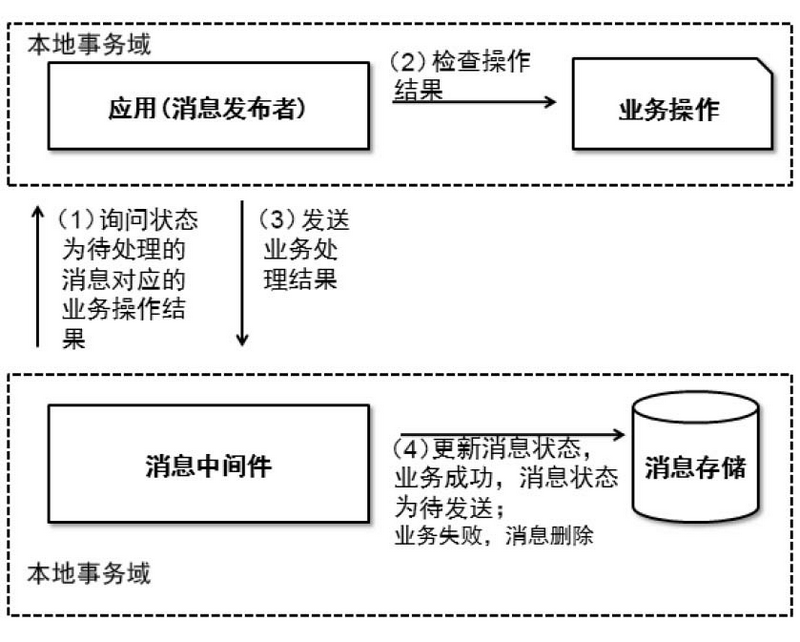 本地事务域
应用(消息发布者)
(2)检查操作
结果
业务操作
(1)询问状态
为待处理的
消息对应的
业务操作结
果
(3)发送
业务处
理结果
消息中间件
(4)更新消息状态，
业务成功，消息状态
为待发送；
业务失败，消息删除
消息存储
本地事务域